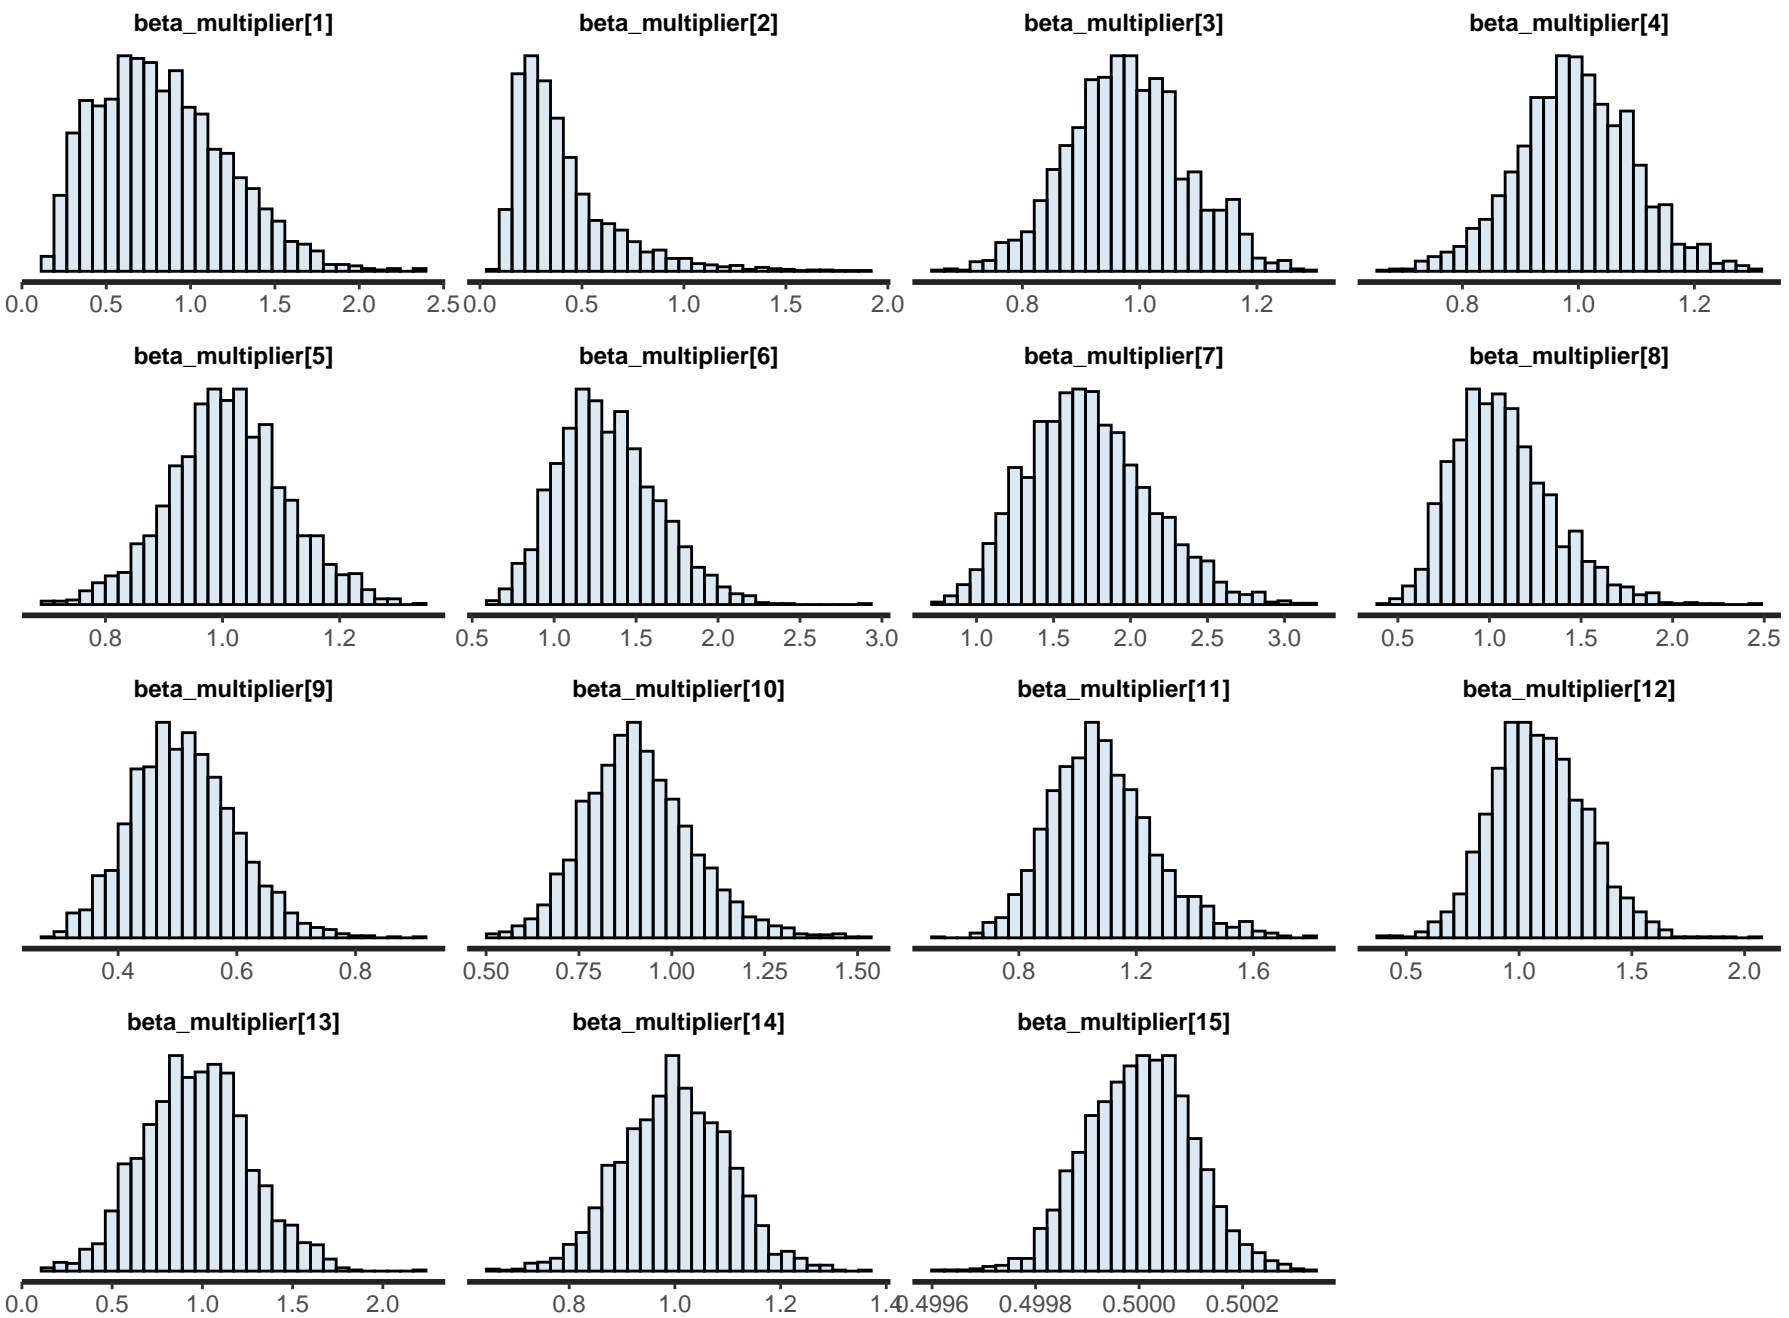 beta_multiplier[1] beta_multiplier[2] beta_multiplier[3] beta_multiplier[4]
0.0 0.5 1.0 1.5 2.0 2.5 0.0 0.5 1.0 1.5 2.0 0.8 1.0 1.2 0.8 1.0 1.2
beta_multiplier[5] beta_multiplier[6] beta_multiplier[7] beta_multiplier[8]
0.8 1.0 1.2 0.5 1.0 1.5 2.0 2.5 3.0 1.0 1.5 2.0 2.5 3.0 0.5 1.0 1.5 2.0 2.5
beta_multiplier[9] beta_multiplier[10] beta_multiplier[11] beta_multiplier[12]
0.4 0.6 0.8 0.50 0.75 1.00 1.25 1.50 0.8 1.2 1.6 0.5 1.0 1.5 2.0
beta_multiplier[13] beta_multiplier[14] beta_multiplier[15]
0.0 0.5 1.0 1.5 2.0 0.8 1.0 1.2 1.4 0.4996 0.4998 0.5000 0.5002